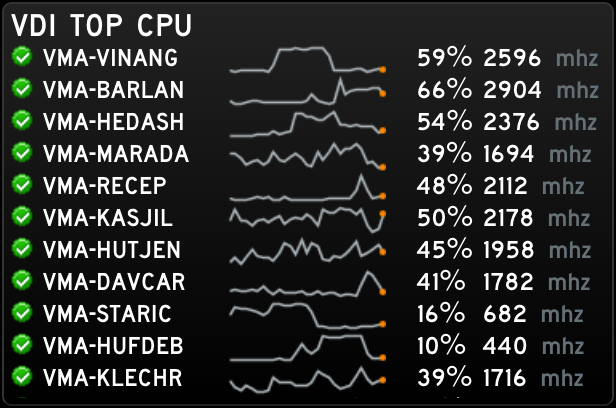 VDI TOP CPU
VMA-VINANG 59% 2596 mhz
VMA-BARLAN 66% 2904 mhz
VMA-HEDASH 54% 2376 mhz
VMA-MARADA 39% 1694 mhz
VMA-RECEP 48% 2112 mhz
VMA-KASJIL 50% 2178 mhz
VMA-HUTJEN 45% 1958 mhz
VMA-DAVCAR 41% 1782 mhz
VMA-STARIC 16% 682 mhz
VMA-HUFDEB 10% 440 mhz
VMA-KLECHR 39% 1716 mhz